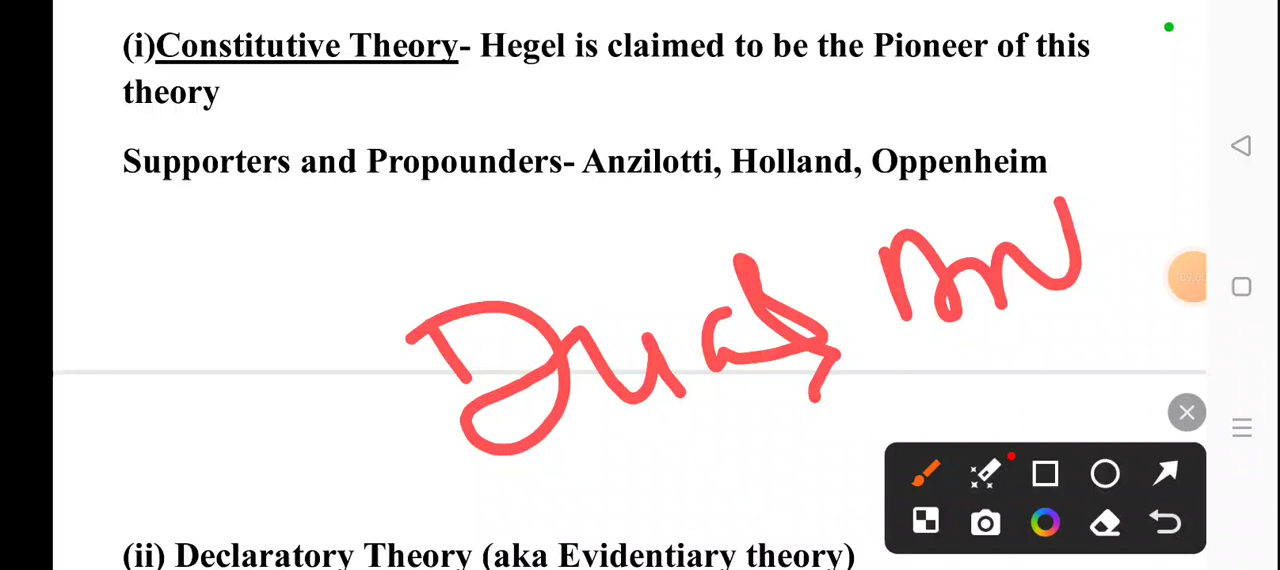 (i)Constitutive Theory- Hegel is claimed to be the Pioneer of this
theory
Supporters and Propounders- Anzilotti, Holland, Oppenheim
(ii) Declaratory Theory (aka Evidentiary theory)